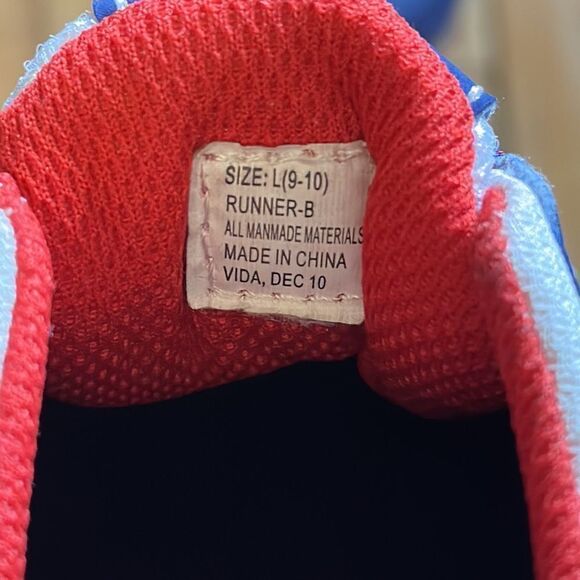 SIZE: L(9-10)
RUNNER-B
ALL MANMADE MATERIALS
MADE IN CHINA
VIDA, DEC 10